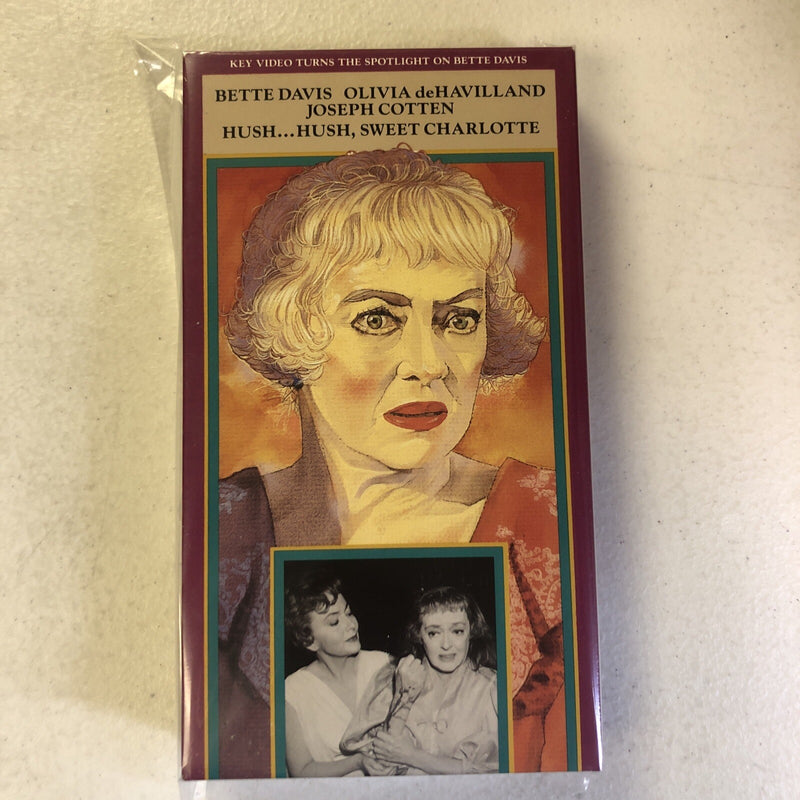 KEY VIDEO TURNS THE SPOTLIGHT ON BETTE DAVIS
BETTE DAVIS OLIVIA deHAVILLAND
JOSEPH COTTEN
HUSH...HUSH, SWEET CHARLOTTE